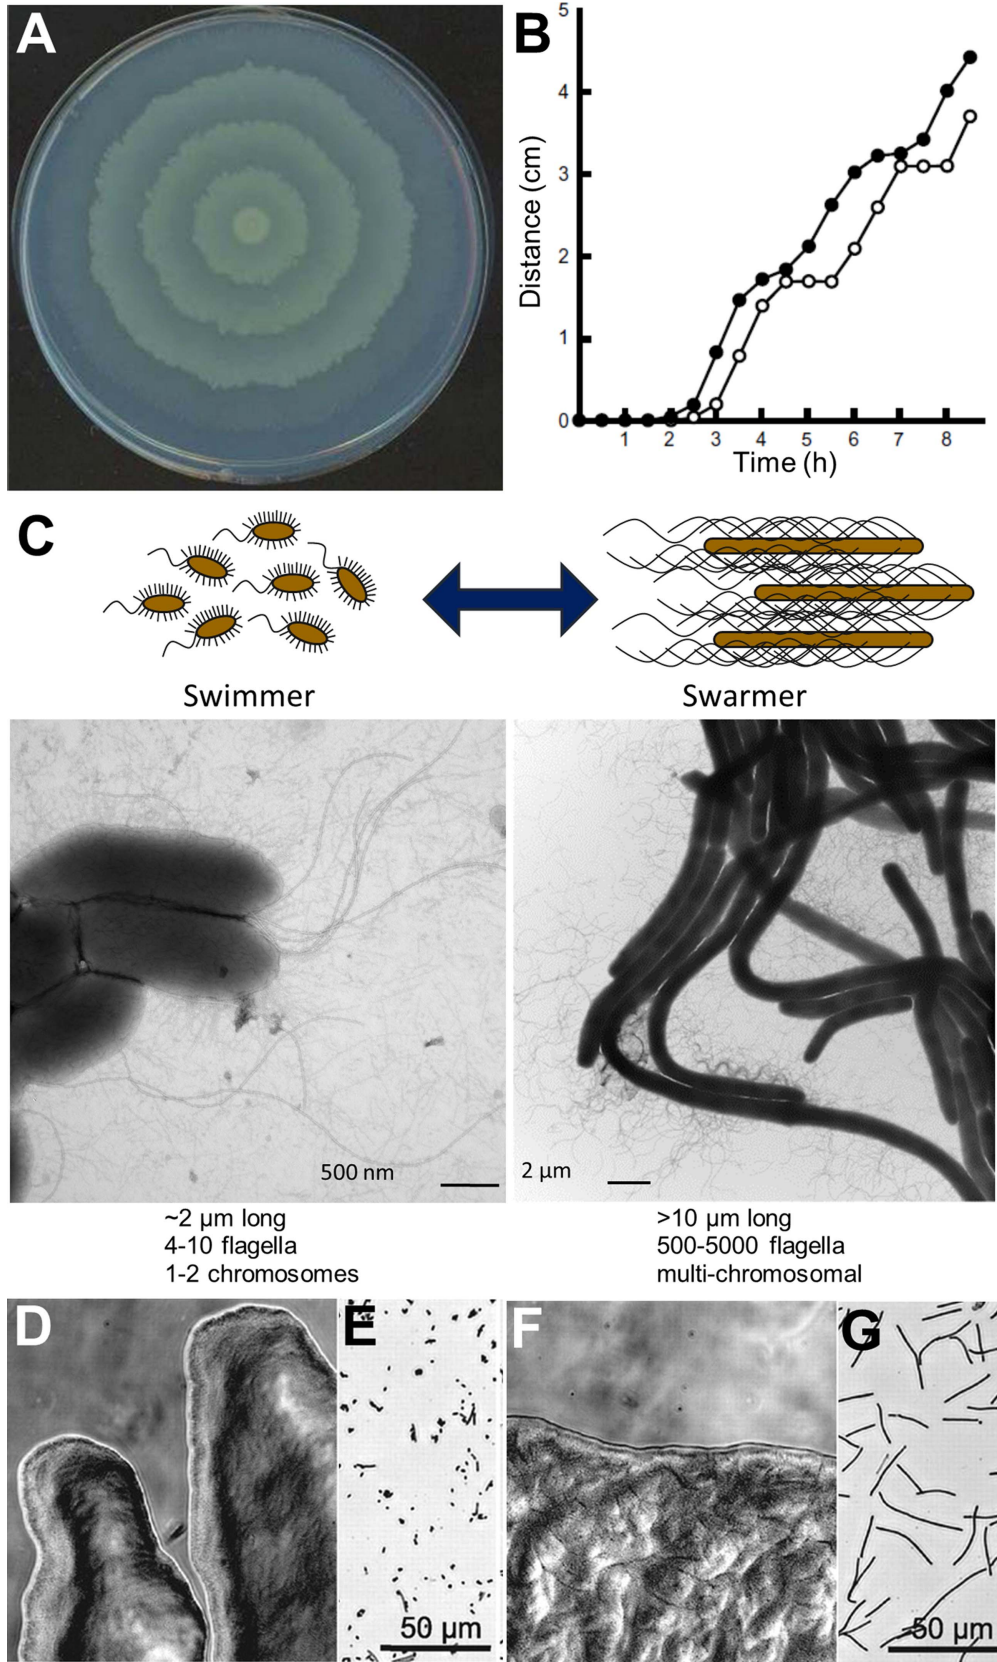 A
B
5
4
3
2
1
0
Distance (cm)
1 2 3 4 5 6 7 8
Time (h)
C
Swimmer
Swarmer
500 nm
2 μm
~2 μm long
4-10 flagella
1-2 chromosomes
>10 μm long
500-5000 flagella
multi-chromosomal
D
E
F
G
50 μm
50 μm